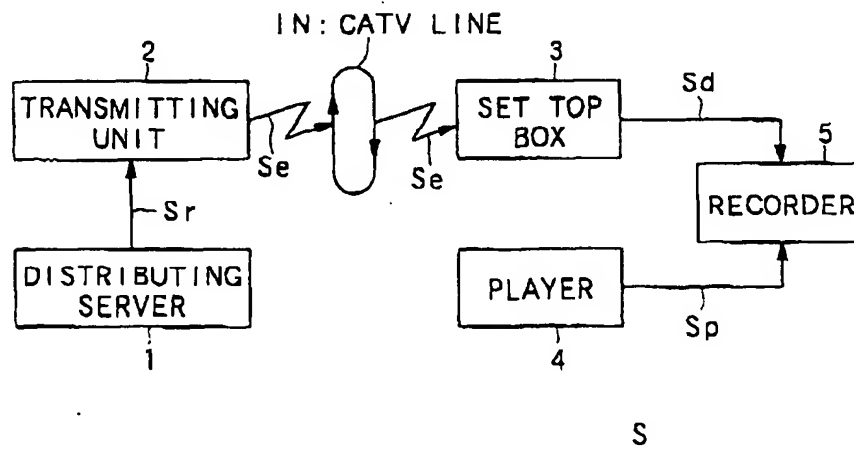 IN: CATV LINE
2
TRANSMITTING
UNIT
Se
Se
3
SET TOP
BOX
Sd
5
RECORDER
Sr
DISTRIBUTING
SERVER
1
PLAYER
4
Sp
S